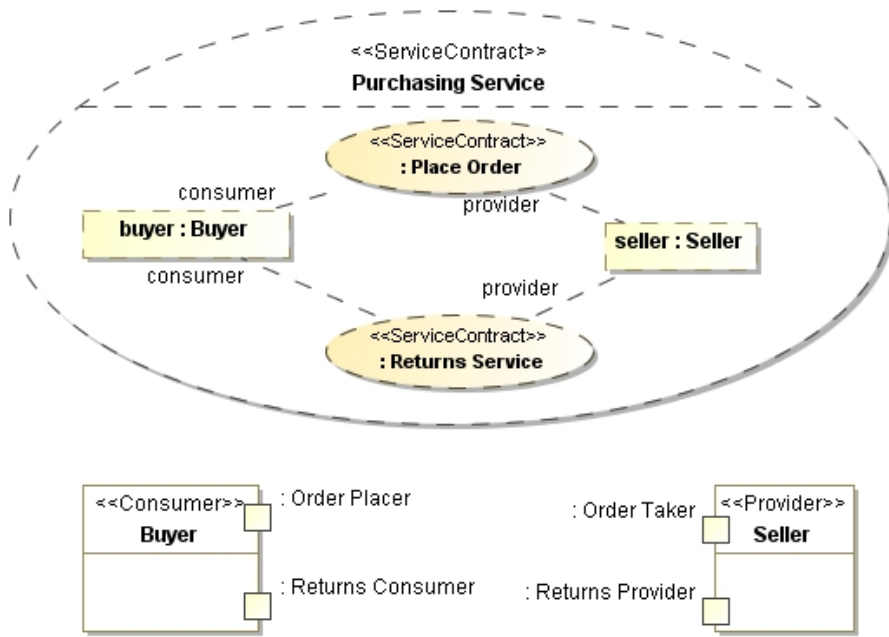 <<ServiceContract>>
Purchasing Service
<<ServiceContract>>
: Place Order
consumer
provider
buyer : Buyer
seller : Seller
consumer
provider
<<ServiceContract>>
: Returns Service
<<Consumer>>
Buyer
: Order Placer
: Returns Consumer
: Order Taker
: Returns Provider
<<Provider>>
Seller